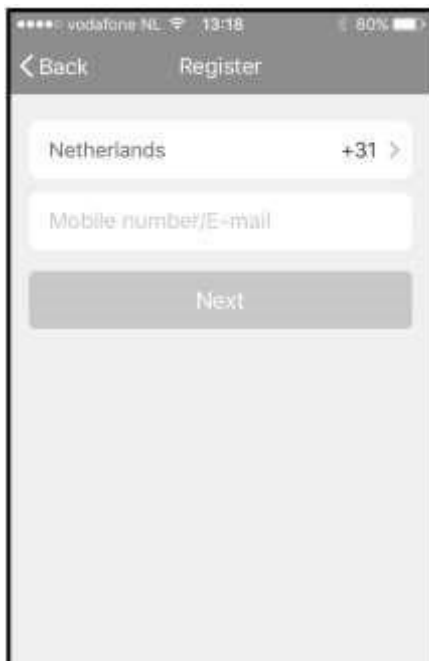 vodafone NL 13:18 80%
Back Register
Netherlands +31
Mobile number/E-mail
Next